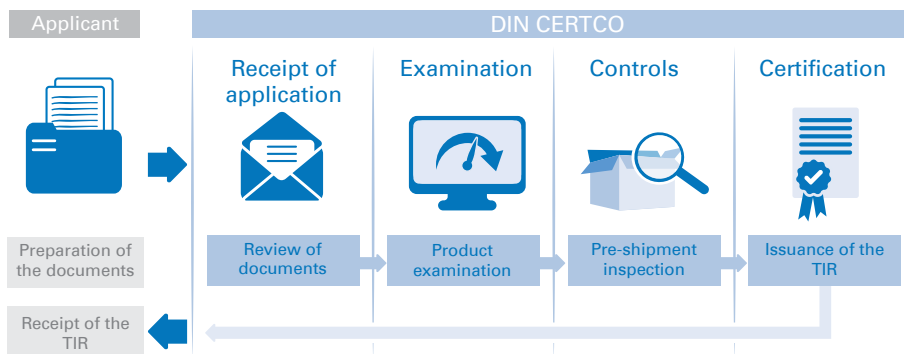 Applicant
DIN CERTCO
Receipt of
application
Examination
Controls
Certification
Preparation of
the documents
Review of
documents
Product
examination
Pre-shipment
inspection
Issuance of the
TIR
Receipt of the
TIR